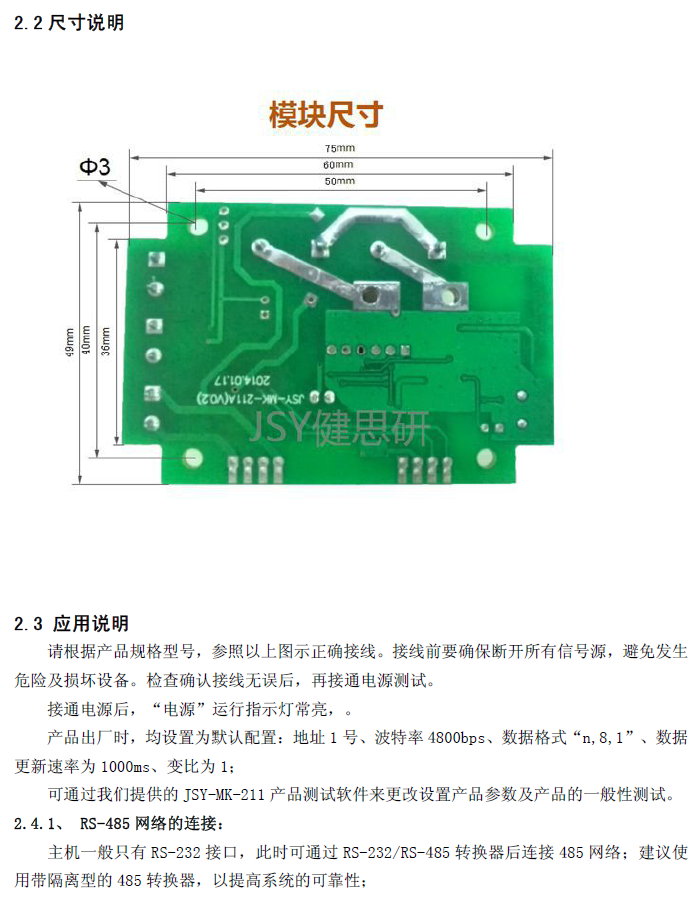 2.2 尺寸说明
模块尺寸
75mm
60mm
50mm
Φ3
49mm
40mm
36mm
2014.01.17
JSY-MK-211A(V02)
JSY健思研
2.3 应用说明
请根据产品规格型号，参照以上图示正确接线。接线前要确保断开所有信号源，避免发生
危险及损坏设备。检查确认接线无误后，再接通电源测试。
接通电源后，“电源”运行指示灯常亮，。
产品出厂时，均设置为默认配置：地址 1 号、波特率 4800bps、数据格式“n,8,1”、数据
更新速率为 1000ms、变比为 1；
可通过我们提供的 JSY-MK-211 产品测试软件来更改设置产品参数及产品的一般性测试。
2.4.1、 RS-485 网络的连接：
主机一般只有 RS-232 接口，此时可通过 RS-232/RS-485 转换器后连接 485 网络；建议使
用带隔离型的 485 转换器，以提高系统的可靠性；